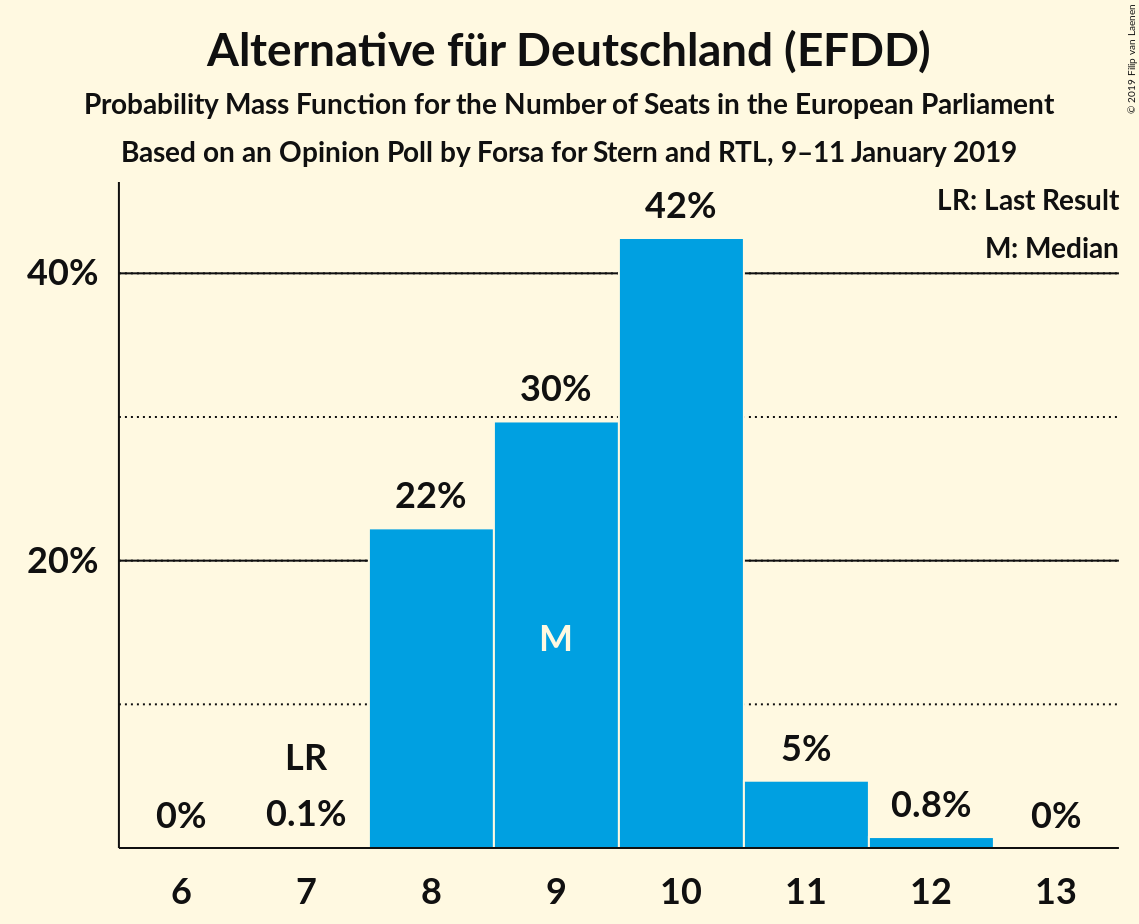 Alternative für Deutschland (EFDD)
Probability Mass Function for the Number of Seats in the European Parliament
Based on an Opinion Poll by Forsa for Stern and RTL, 9–11 January 2019
© 2019 Filip van Laenen
LR: Last Result
M: Median
42%
40%
30%
22%
20%
M
LR
5%
0%
0.1%
0.8%
0%
6 7 8 9 10 11 12 13